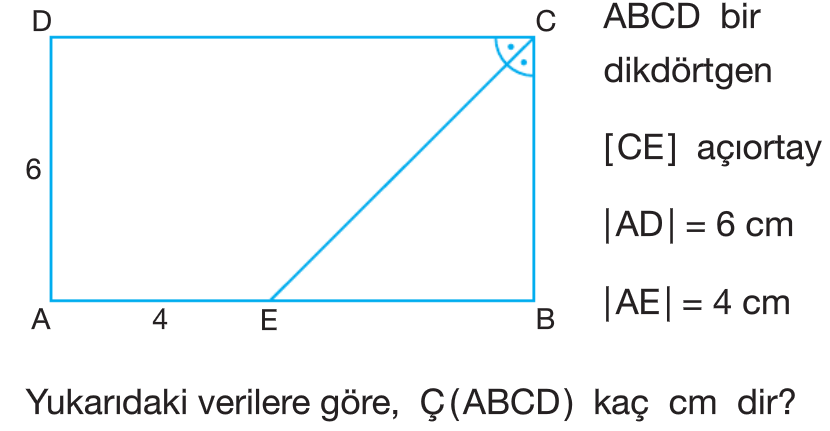 D
C
6
A
4
E
B
ABCD bir
dikdörtgen
[CE] açıortay
|AD| = 6 cm
|AE| = 4 cm
Yukarıdaki verilere göre, Ç(ABCD) kaç cm dir?